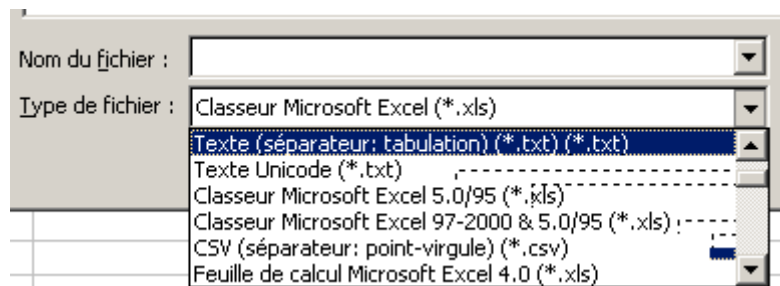 Nom du fichier :
Type de fichier : Classeur Microsoft Excel (*.xls)
Texte (séparateur: tabulation) (*.txt) (*.txt)
Texte Unicode (*.txt)
Classeur Microsoft Excel 5.0/95 (*.xls)
Classeur Microsoft Excel 97-2000 & 5.0/95 (*.xls)
CSV (séparateur: point-virgule) (*.csv)
Feuille de calcul Microsoft Excel 4.0 (*.xls)